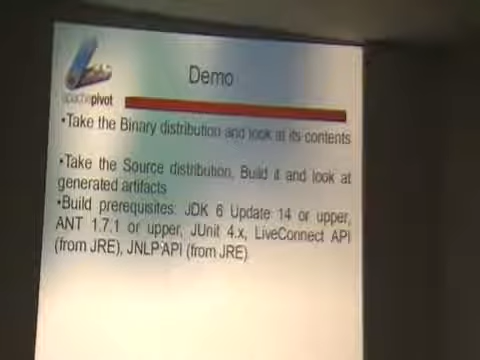 Demo
apachepivot
•Take the Binary distribution and look at its contents
•Take the Source distribution, Build it and look at
generated artifacts
•Build prerequisites: JDK 6 Update 14 or upper,
ANT 1.7.1 or upper, JUnit 4.x, LiveConnect API
(from JRE), JNLP API (from JRE)